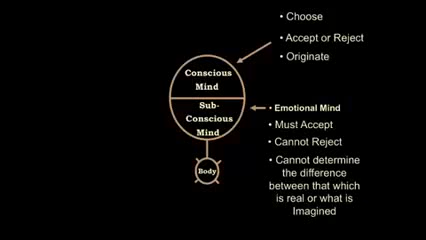 • Choose
• Accept or Reject
• Originate
Conscious
Mind
Sub-
Conscious
Mind
Body
• Emotional Mind
• Must Accept
• Cannot Reject
• Cannot determine
the difference
between that which
is real or what is
Imagined